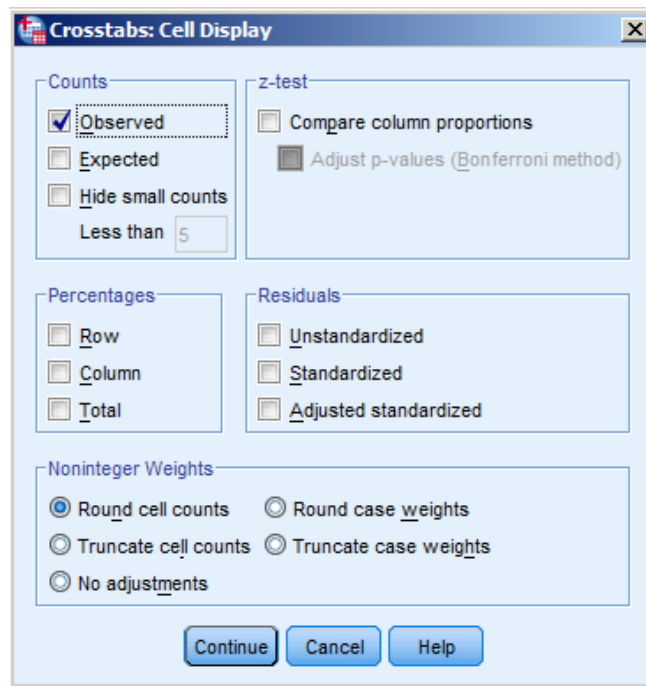 Crosstabs: Cell Display
Counts
Observed
Expected
Hide small counts
Less than 5
z-test
Compare column proportions
Adjust p-values (Bonferroni method)
Percentages
Row
Column
Total
Residuals
Unstandardized
Standardized
Adjusted standardized
Noninteger Weights
Round cell counts Round case weights
Truncate cell counts Truncate case weights
No adjustments
Continue Cancel Help